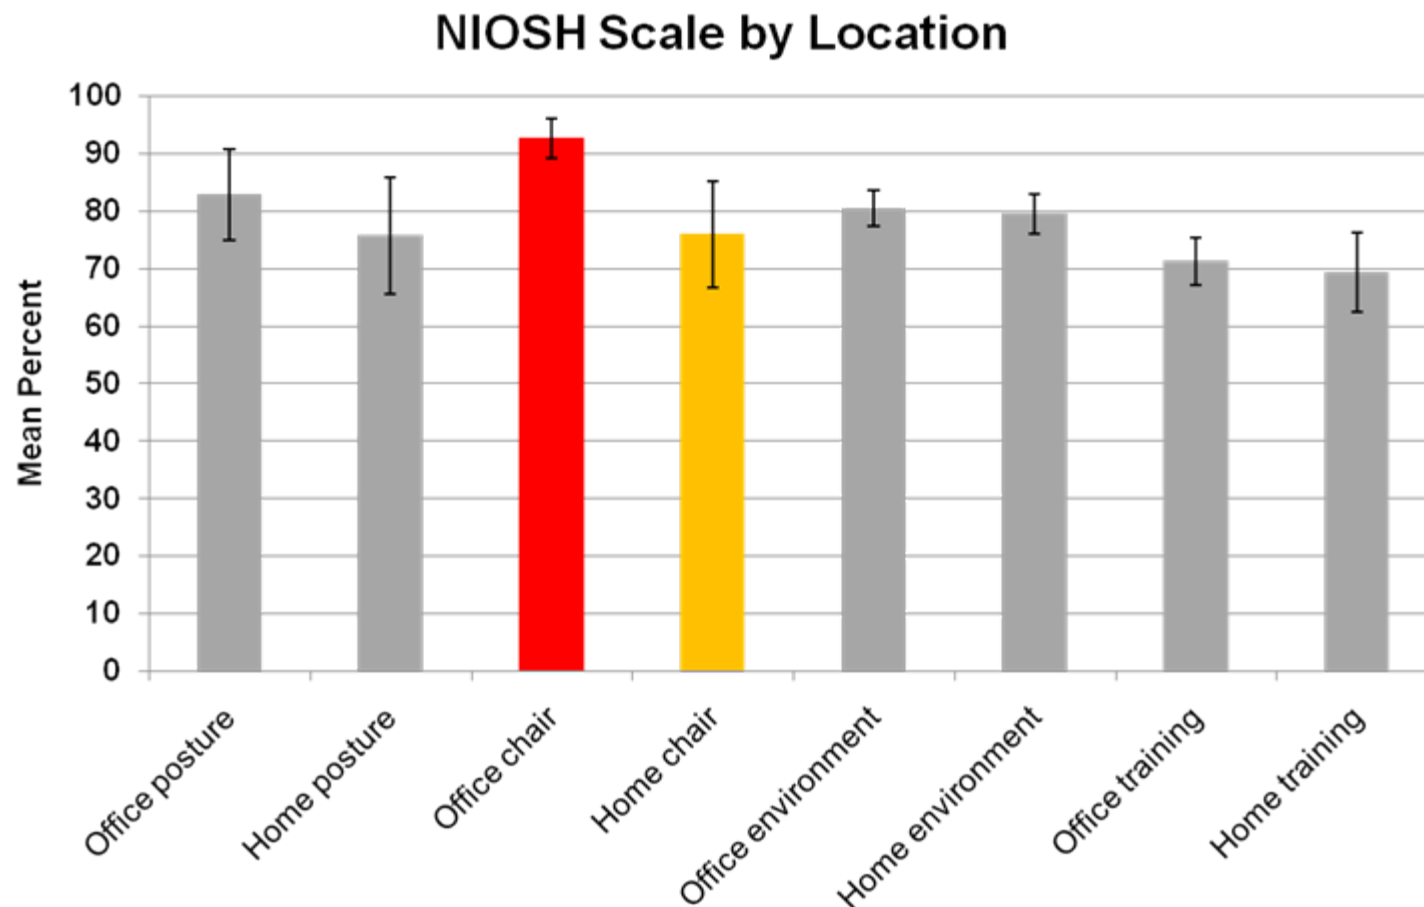 NIOSH Scale by Location
Mean Percent
100
90
80
70
60
50
40
30
20
10
0
Office posture
Home posture
Office chair
Home chair
Office environment
Home environment
Office training
Home training